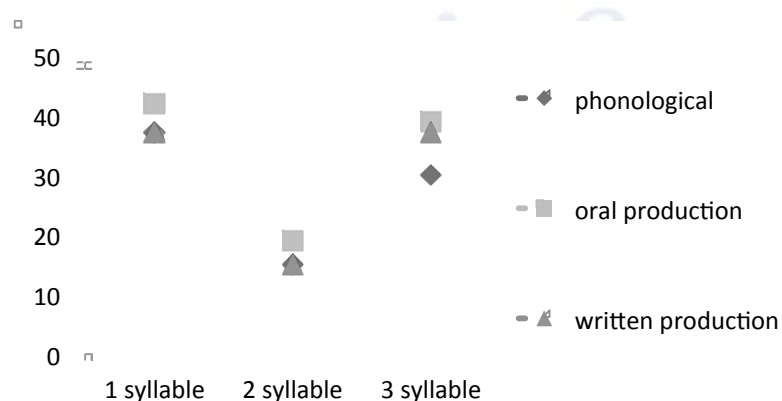 50
40
30
20
10
0
1 syllable 2 syllable 3 syllable
phonological
oral production
written production